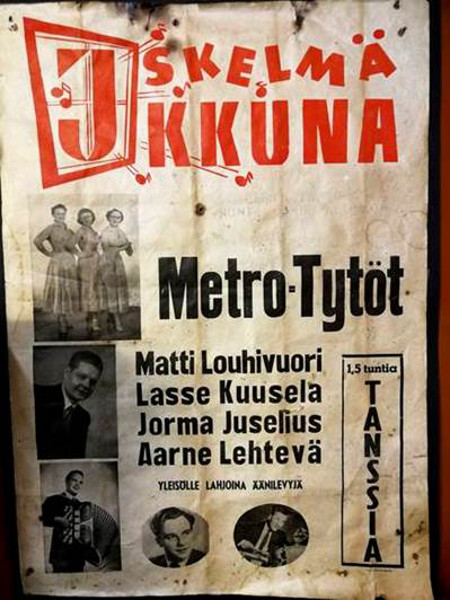 ISKELMÄ
IKKUNA
Metro-Tytöt
Matti Louhivuori
Lasse Kuusela
Jorma Juselius
Aarne Lehtevä
YLEISÖLLE LAHJOINA ÄÄNILEVYJÄ
1,5 tuntia
TANSSIA